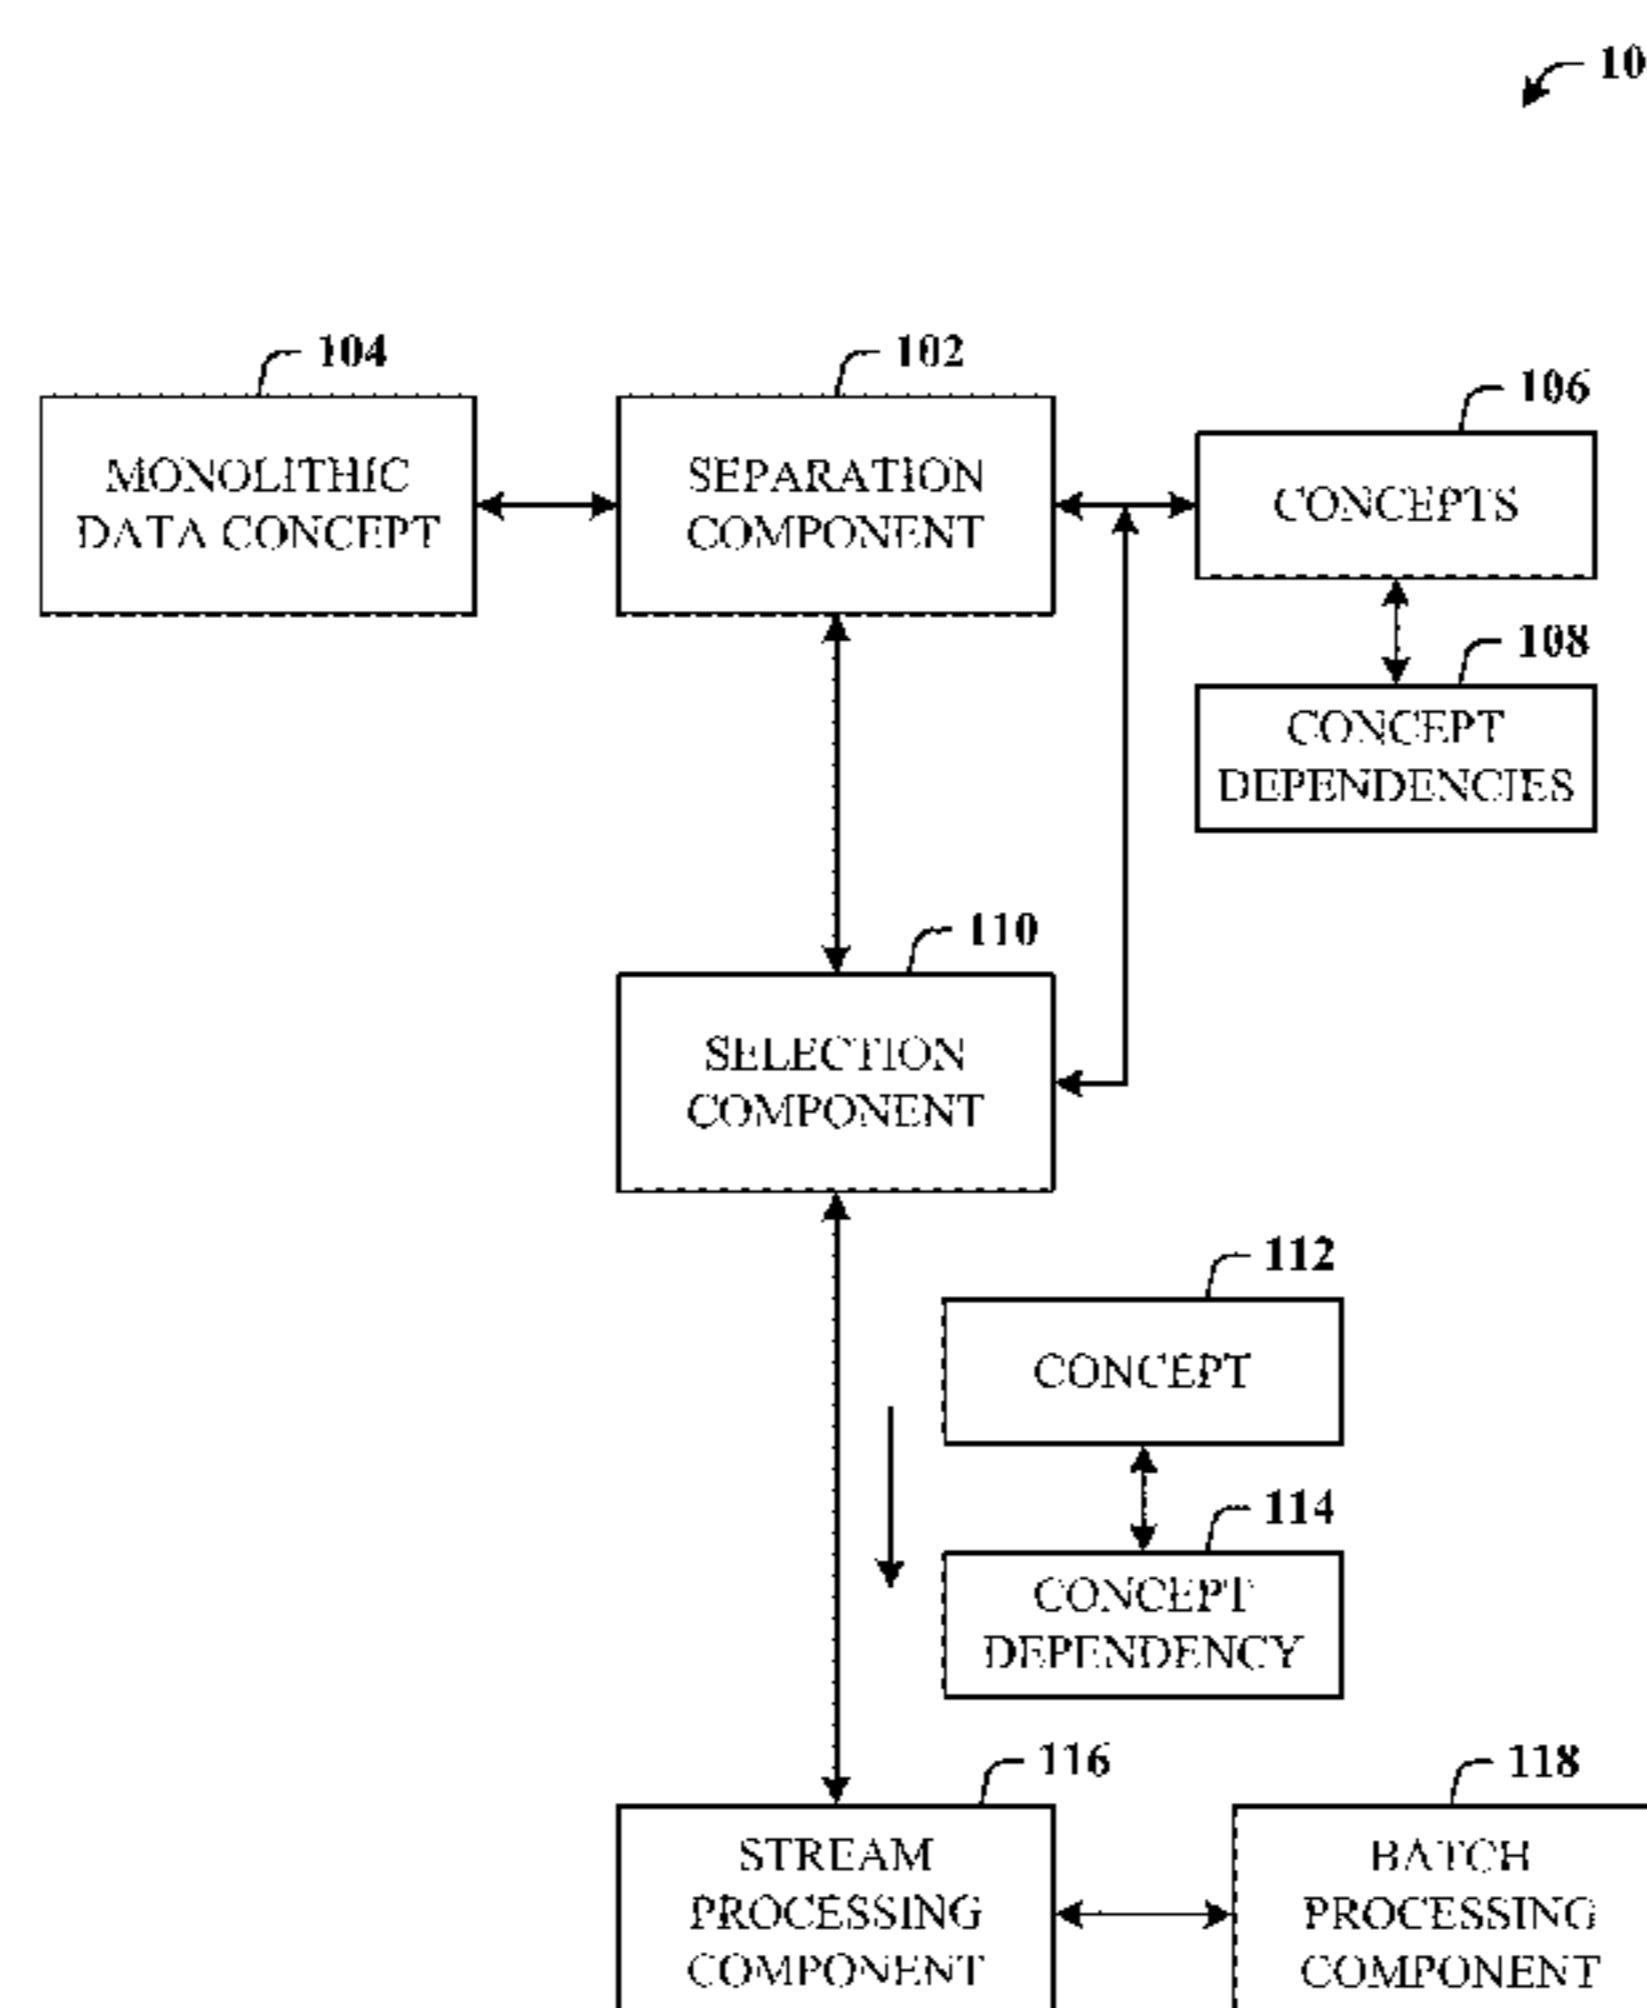 10
104
102
106
MONOLITHIC
DATA CONCEPT
SEPARATION
COMPONENT
CONCEPTS
108
CONCEPT
DEPENDENCIES
110
SELECTION
COMPONENT
112
CONCEPT
114
CONCEPT
DEPENDENCY
116
118
STREAM
PROCESSING
COMPONENT
BATCH
PROCESSING
COMPONENT